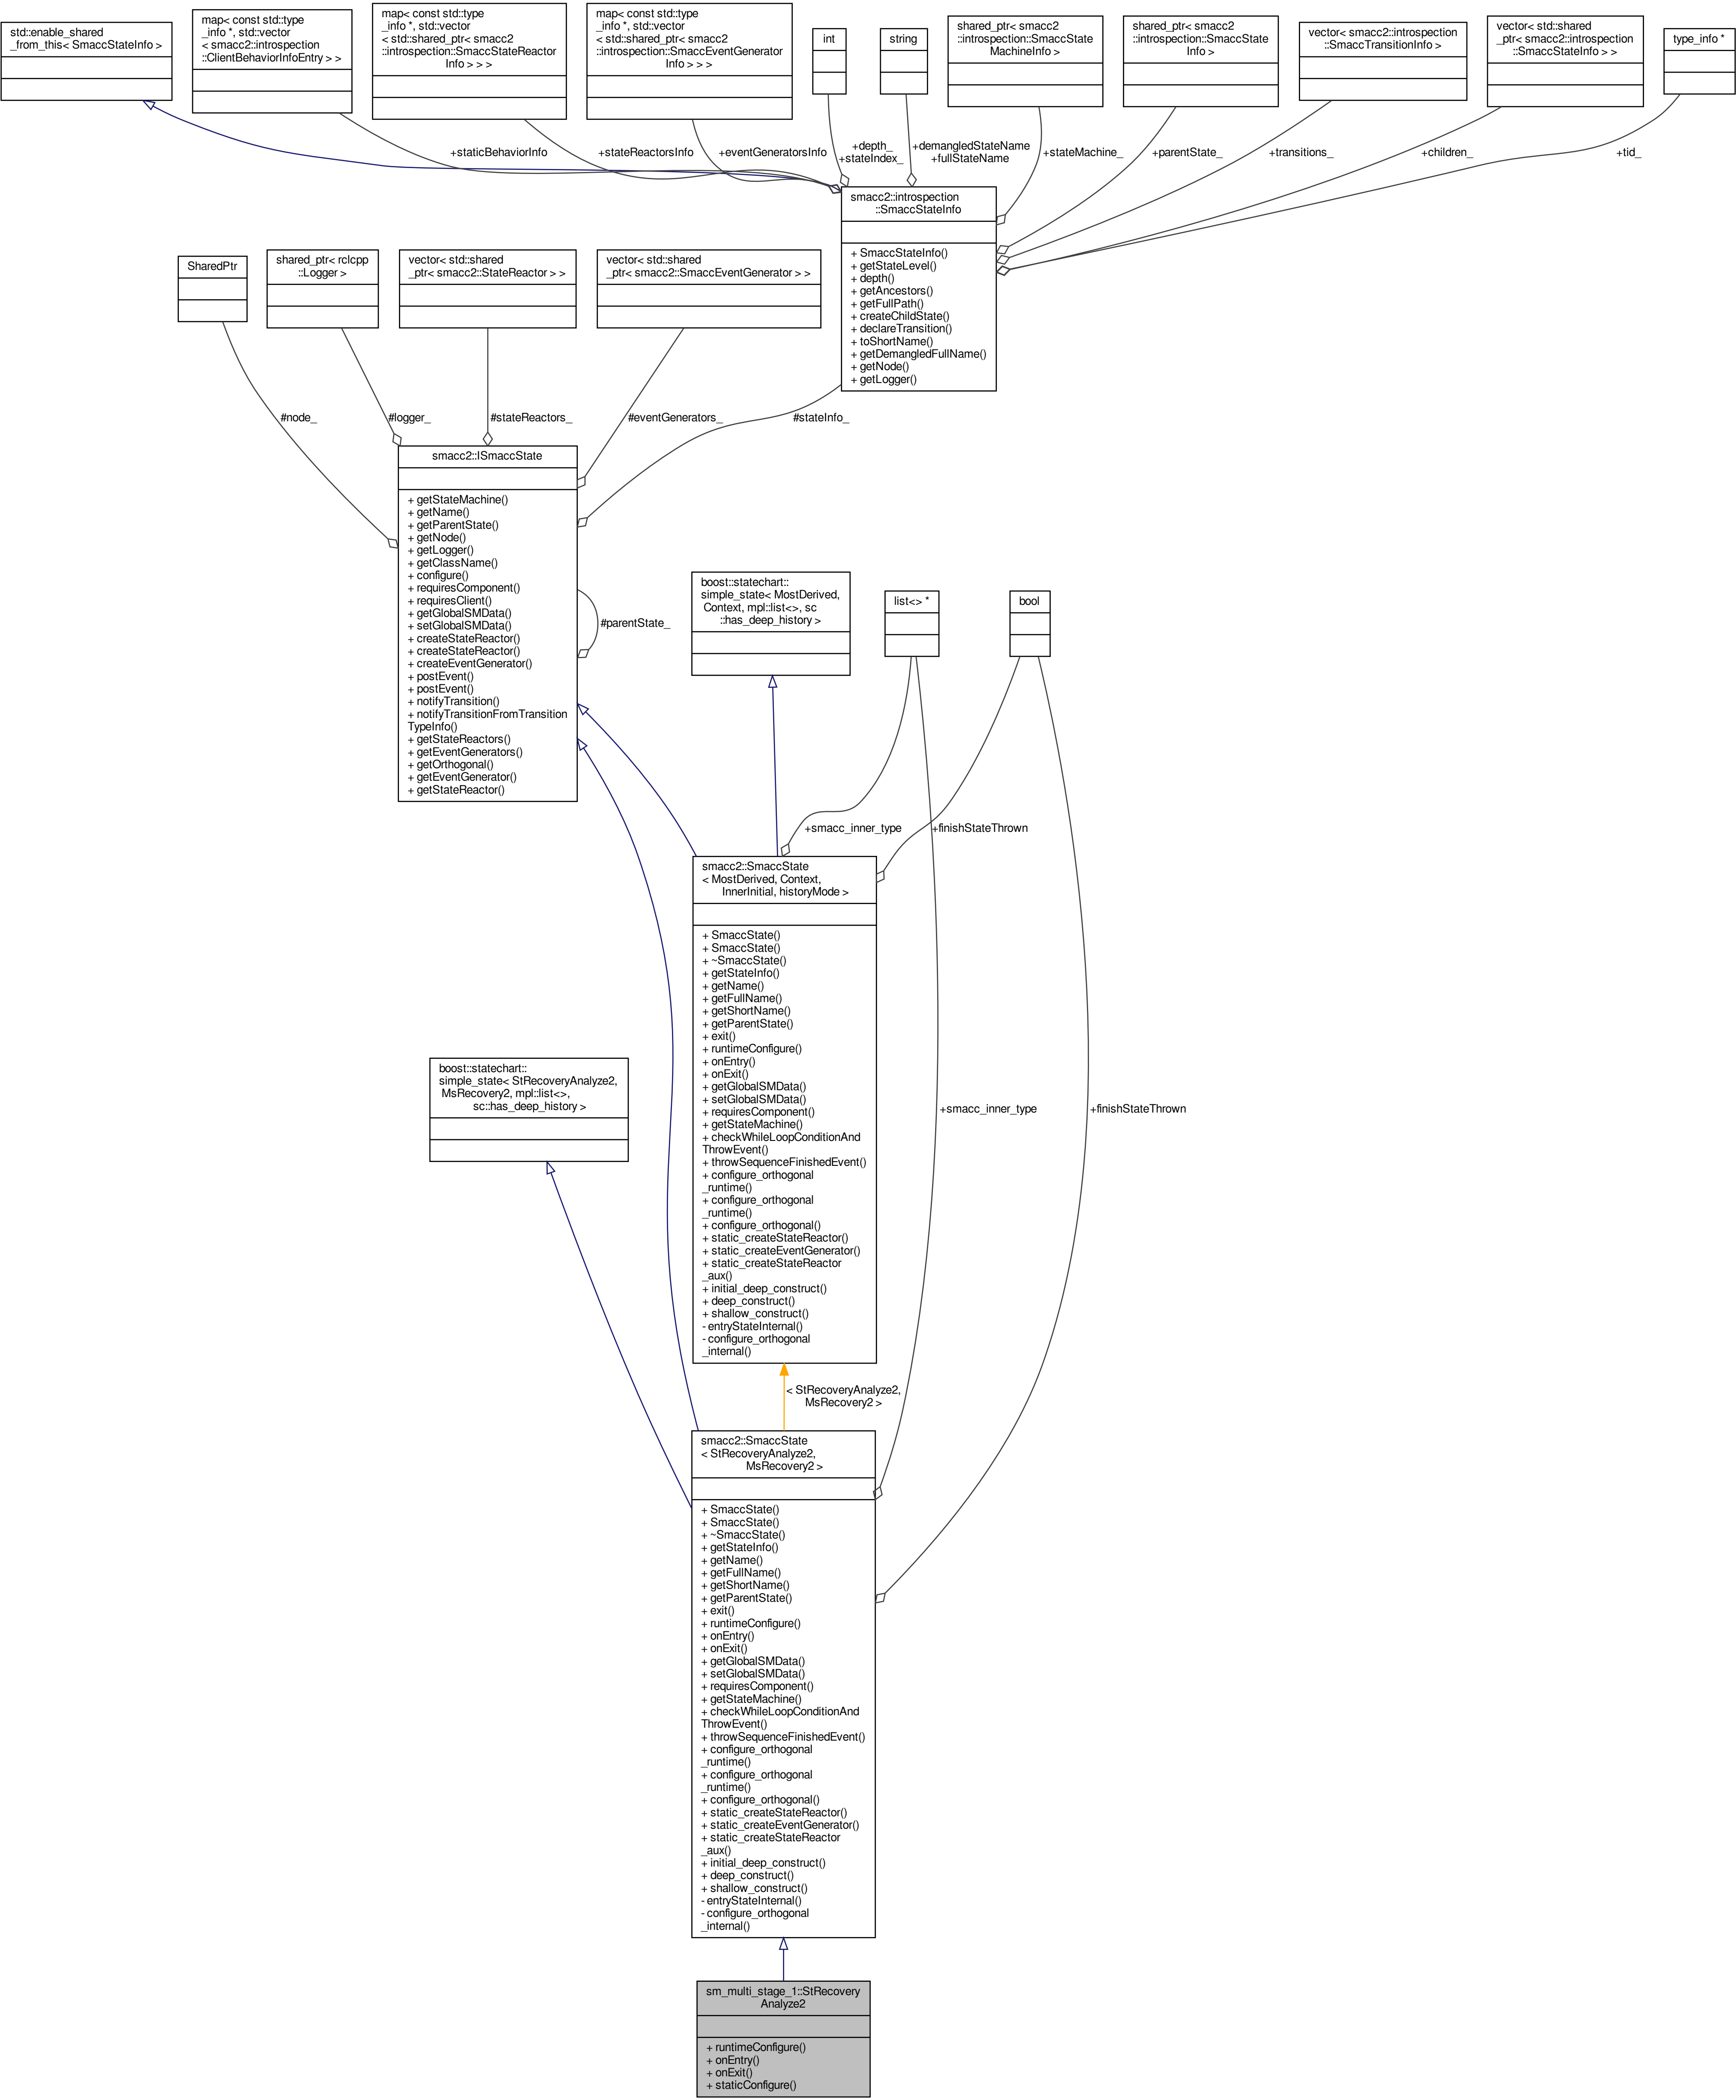 std::enable_shared
_from_this< SmaccStateInfo >
map< const std::type
_info *, std::vector
< smacc2::introspection
::ClientBehaviorInfoEntry > >
map< const std::type
_info *, std::vector
< std::shared_ptr< smacc2
::introspection::SmaccStateReactor
Info > > >
map< const std::type
_info *, std::vector
< std::shared_ptr< smacc2
::introspection::SmaccEventGenerator
Info > > >
int
string
shared_ptr< smacc2
::introspection::SmaccState
MachineInfo >
shared_ptr< smacc2
::introspection::SmaccState
Info >
vector< smacc2::introspection
::SmaccTransitionInfo >
vector< std::shared
_ptr< smacc2::introspection
::SmaccStateInfo > >
type_info *
+staticBehaviorInfo
+stateReactorsInfo
+eventGeneratorsInfo
+depth_
+stateIndex_
+demangledStateName
+fullStateName
+stateMachine_
+parentState_
+transitions_
+children_
+tid_
smacc2::introspection
::SmaccStateInfo
+ SmaccStateInfo()
+ getStateLevel()
+ depth()
+ getAncestors()
+ getFullPath()
+ createChildState()
+ declareTransition()
+ toShortName()
+ getDemangledFullName()
+ getNode()
+ getLogger()
SharedPtr
shared_ptr< rclcpp
::Logger >
vector< std::shared
_ptr< smacc2::StateReactor > >
vector< std::shared
_ptr< smacc2::SmaccEventGenerator > >
#node_
#logger_
#stateReactors_
#eventGenerators_
#stateInfo_
smacc2::ISmaccState
+ getStateMachine()
+ getName()
+ getParentState()
+ getNode()
+ getLogger()
+ getClassName()
+ configure()
+ requiresComponent()
+ requiresClient()
+ getGlobalSMData()
+ setGlobalSMData()
+ createStateReactor()
+ createStateReactor()
+ createEventGenerator()
+ postEvent()
+ postEvent()
+ notifyTransition()
+ notifyTransitionFromTransition
TypeInfo()
+ getStateReactors()
+ getEventGenerators()
+ getOrthogonal()
+ getEventGenerator()
+ getStateReactor()
#parentState_
boost::statechart::
simple_state< MostDerived,
Context, mpl::list<>, sc
::has_deep_history >
list<> *
bool
+smacc_inner_type
+finishStateThrown
smacc2::SmaccState
< MostDerived, Context,
InnerInitial, historyMode >
+ SmaccState()
+ SmaccState()
+ ~SmaccState()
+ getStateInfo()
+ getName()
+ getFullName()
+ getShortName()
+ getParentState()
+ exit()
+ runtimeConfigure()
+ onEntry()
+ onExit()
+ getGlobalSMData()
+ setGlobalSMData()
+ requiresComponent()
+ getStateMachine()
+ checkWhileLoopConditionAnd
ThrowEvent()
+ throwSequenceFinishedEvent()
+ configure_orthogonal
_runtime()
+ configure_orthogonal
_runtime()
+ configure_orthogonal()
+ static_createStateReactor()
+ static_createEventGenerator()
+ static_createStateReactor
_aux()
+ initial_deep_construct()
+ deep_construct()
+ shallow_construct()
- entryStateInternal()
- configure_orthogonal
_internal()
boost::statechart::
simple_state< StRecoveryAnalyze2,
MsRecovery2, mpl::list<>,
sc::has_deep_history >
+smacc_inner_type
+finishStateThrown
< StRecoveryAnalyze2,
MsRecovery2 >
smacc2::SmaccState
< StRecoveryAnalyze2,
MsRecovery2 >
+ SmaccState()
+ SmaccState()
+ ~SmaccState()
+ getStateInfo()
+ getName()
+ getFullName()
+ getShortName()
+ getParentState()
+ exit()
+ runtimeConfigure()
+ onEntry()
+ onExit()
+ getGlobalSMData()
+ setGlobalSMData()
+ requiresComponent()
+ getStateMachine()
+ checkWhileLoopConditionAnd
ThrowEvent()
+ throwSequenceFinishedEvent()
+ configure_orthogonal
_runtime()
+ configure_orthogonal
_runtime()
+ configure_orthogonal()
+ static_createStateReactor()
+ static_createEventGenerator()
+ static_createStateReactor
_aux()
+ initial_deep_construct()
+ deep_construct()
+ shallow_construct()
- entryStateInternal()
- configure_orthogonal
_internal()
sm_multi_stage_1::StRecovery
Analyze2
+ runtimeConfigure()
+ onEntry()
+ onExit()
+ staticConfigure()